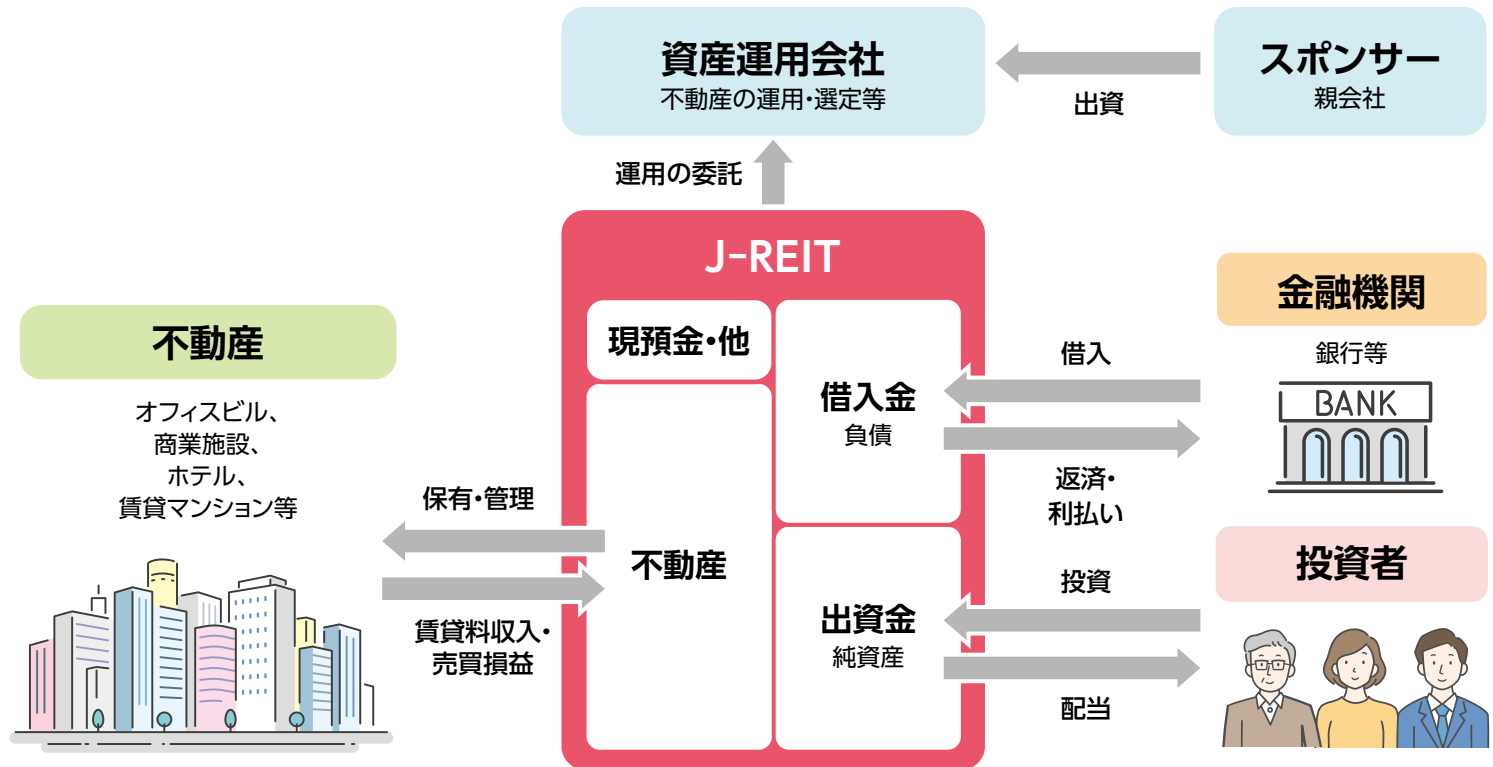 資産運用会社
不動産の運用・選定等
スポンサー
親会社
出資
運用の委託
J-REIT
現預金・他
不動産
借入金
負債
出資金
純資産
不動産
オフィスビル、
商業施設、
ホテル、
賃貸マンション等
保有・管理
賃貸料収入・
売買損益
金融機関
銀行等
BANK
借入
返済・
利払い
投資者
投資
配当